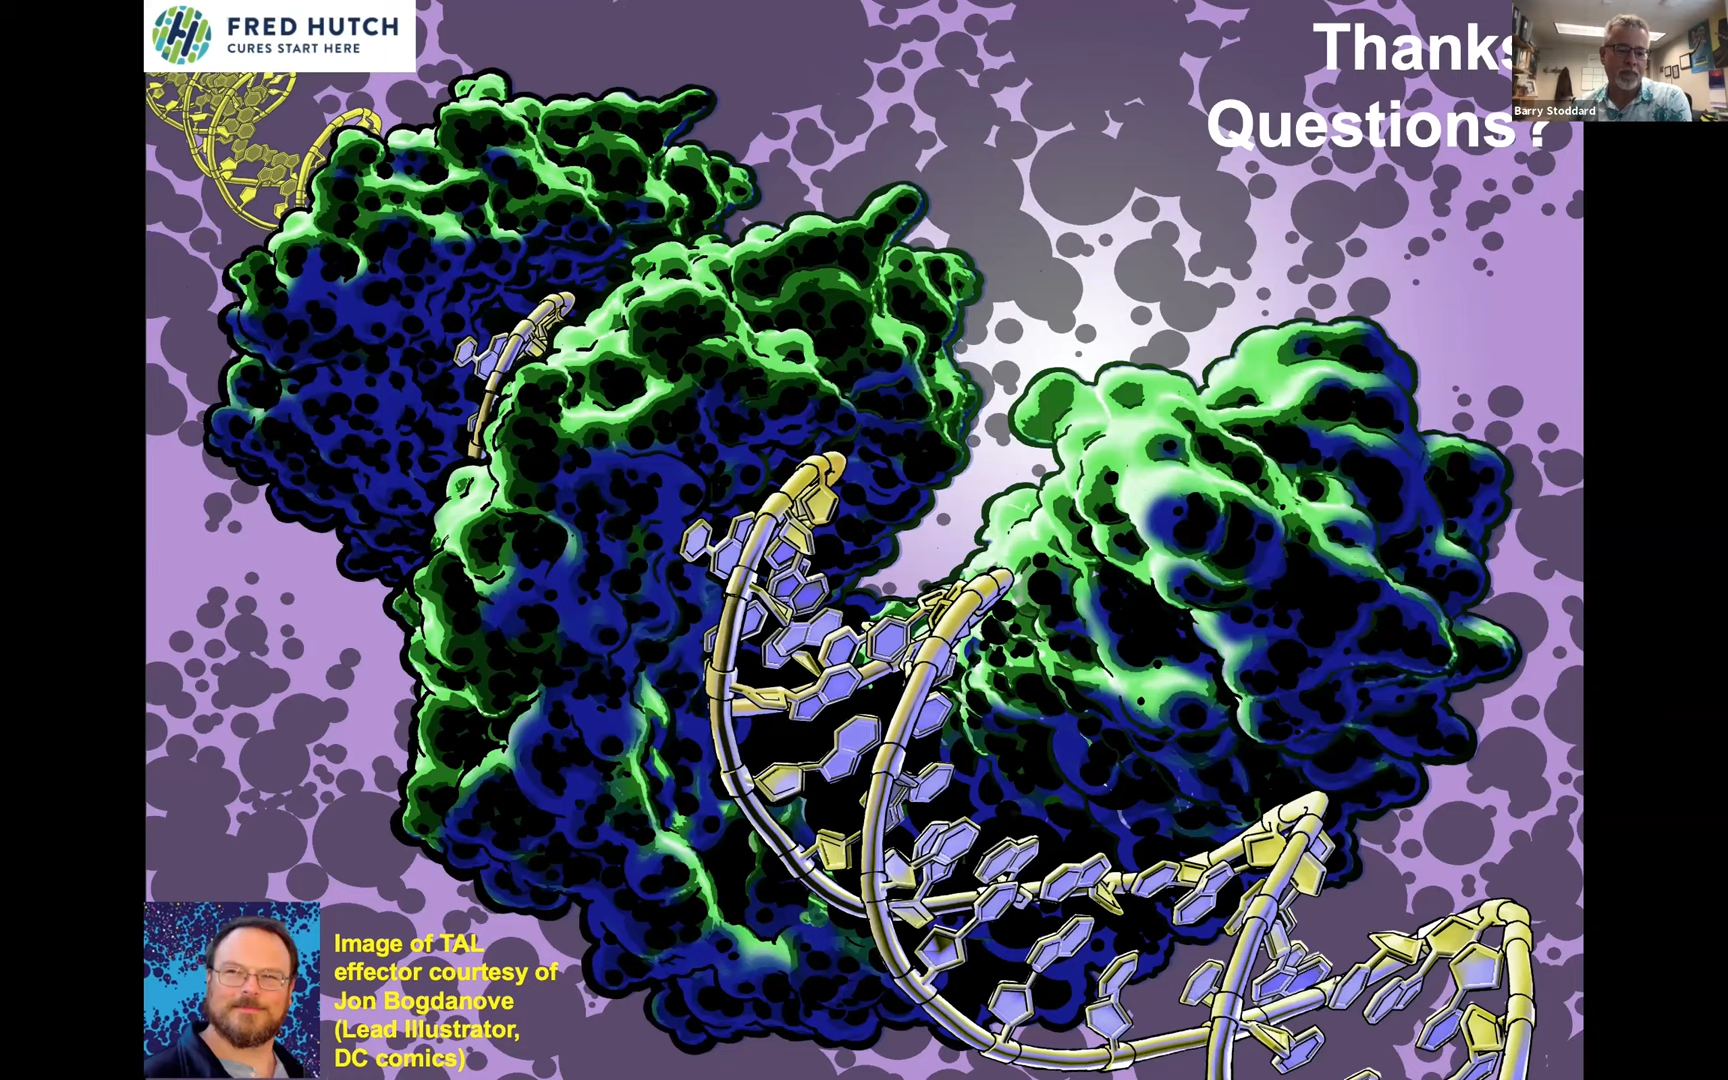 FRED HUTCH
CURES START HERE
Thanks
Questions?
Barry Stoddard
Image of TAL
effector courtesy of
Jon Bogdanove
(Lead Illustrator,
DC comics)